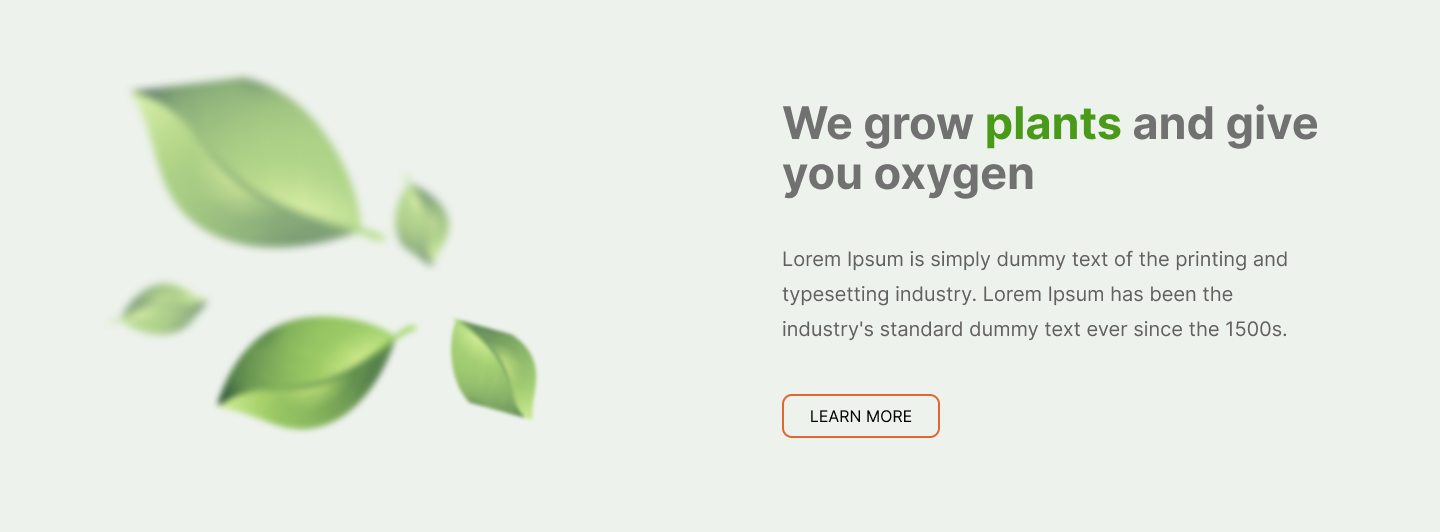 We grow plants and give
you oxygen
Lorem Ipsum is simply dummy text of the printing and
typesetting industry. Lorem Ipsum has been the
industry's standard dummy text ever since the 1500s.
LEARN MORE